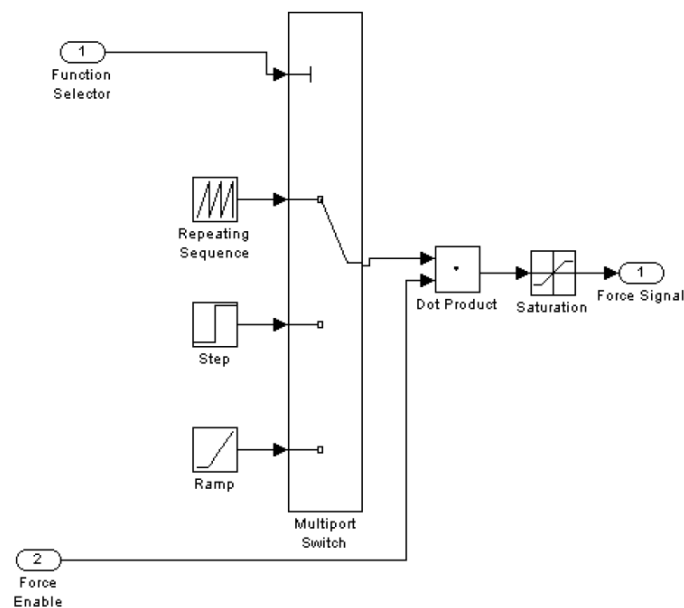 1
Function
Selector
Repeating
Sequence
Step
Ramp
Multiport
Switch
Dot Product
Saturation
1
Force Signal
2
Force
Enable